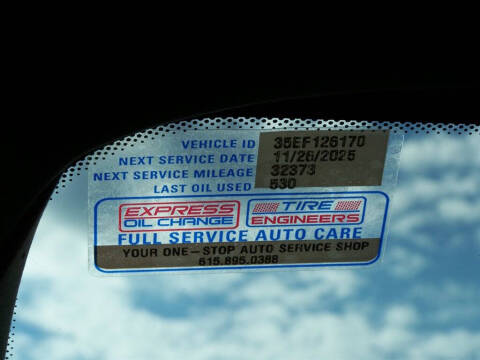 VEHICLE ID 35EF126170
NEXT SERVICE DATE 11/26/2025
NEXT SERVICE MILEAGE 32373
LAST OIL USED 530
EXPRESS OIL CHANGE TIRE ENGINEERS
FULL SERVICE AUTO CARE
YOUR ONE-STOP AUTO SERVICE SHOP
615.895.0388